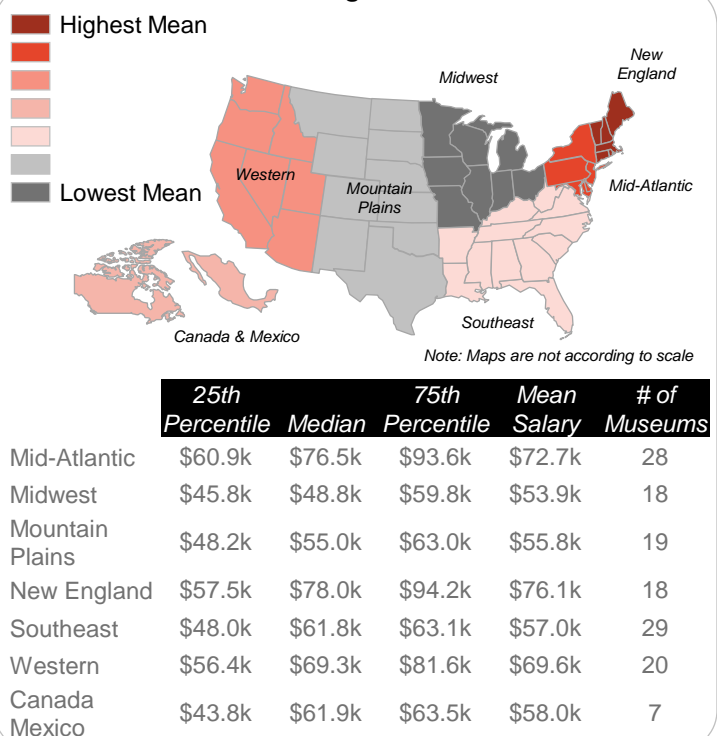 Highest Mean
Lowest Mean
New
England
Midwest
Western
Mountain
Plains
Mid-Atlantic
Southeast
Canada & Mexico
Note: Maps are not according to scale
25th 75th Mean # of
Percentile Median Percentile Salary Museums
Mid-Atlantic $60.9k $76.5k $93.6k $72.7k 28
Midwest $45.8k $48.8k $59.8k $53.9k 18
Mountain
Plains $48.2k $55.0k $63.0k $55.8k 19
New England $57.5k $78.0k $94.2k $76.1k 18
Southeast $48.0k $61.8k $63.1k $57.0k 29
Western $56.4k $69.3k $81.6k $69.6k 20
Canada
Mexico $43.8k $61.9k $63.5k $58.0k 7